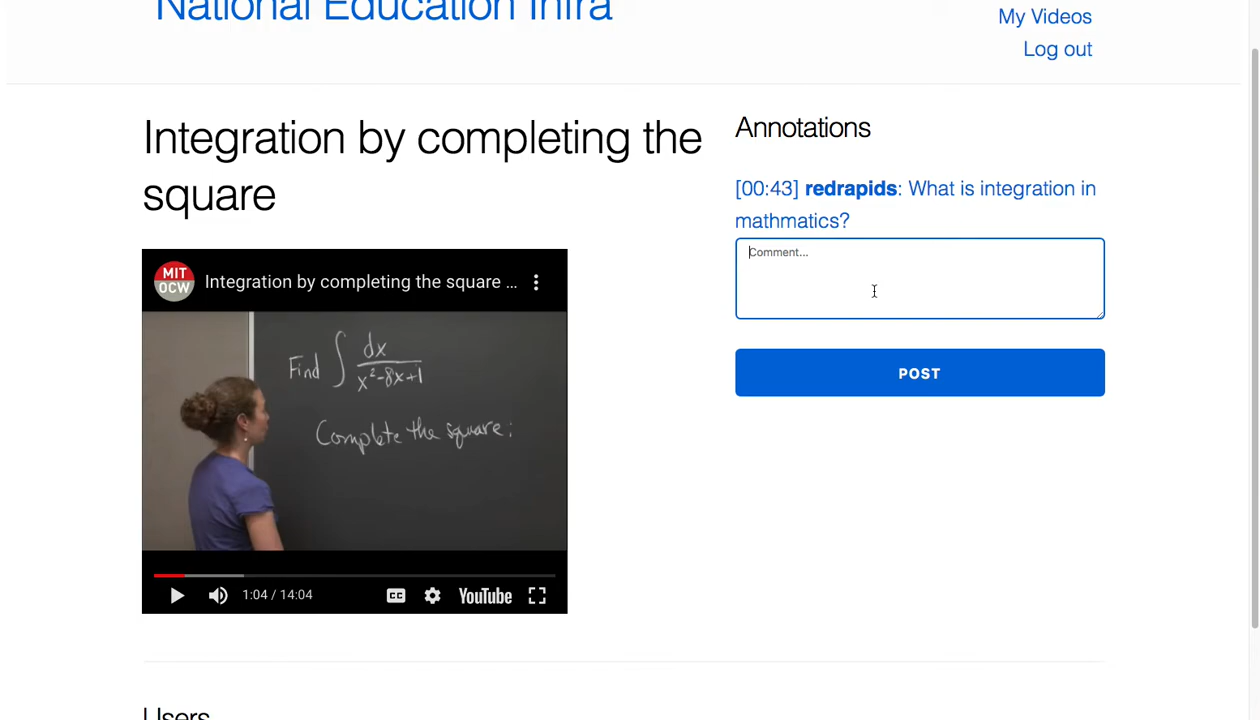 National Education Infra
My Videos
Log out
Integration by completing the
square
MIT
OCW
Integration by completing the square ...
Find ∫ dx
x²-8x+1
Complete the square:
1:04 / 14:04
CC
YouTube
Annotations
[00:43] redrapids: What is integration in
mathmatics?
Comment...
POST
Users